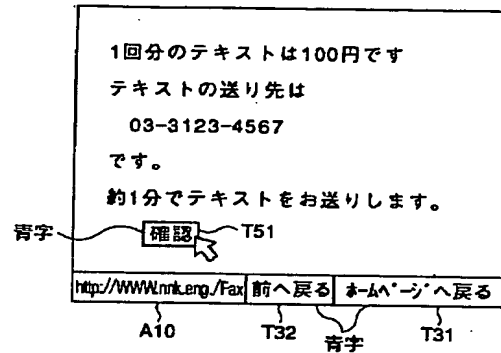 1回分のテキストは100円です
テキストの送り先は
03-3123-4567
です。
約1分でテキストをお送りします。
青字 確認 T51
http://WWW.nnk.eng./Fax 前へ戻る ホームページへ戻る
A10 T32 青字 T31